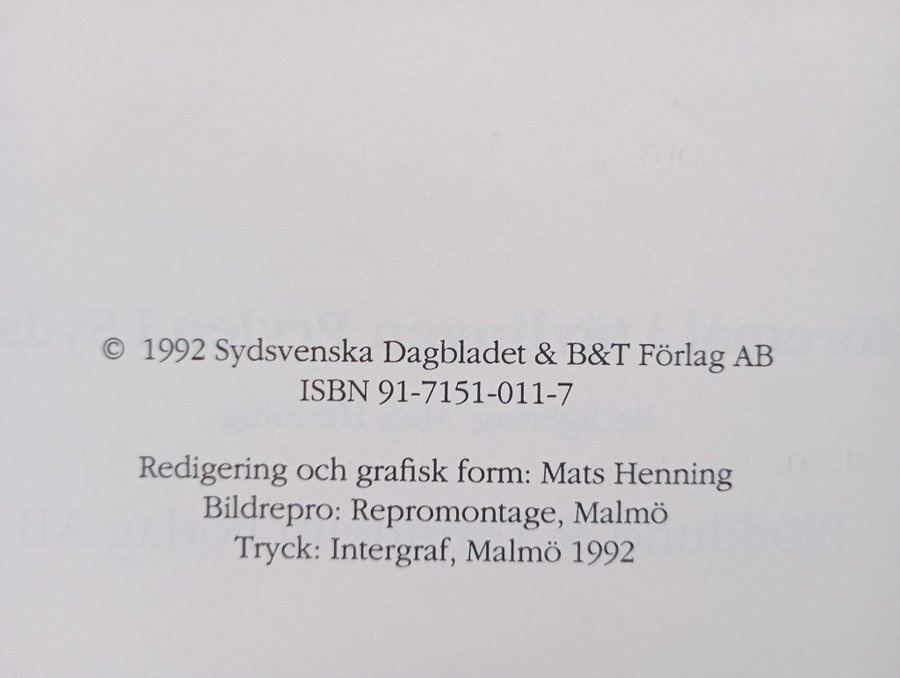 © 1992 Sydsvenska Dagbladet & B&T Förlag AB
ISBN 91-7151-011-7
Redigering och grafisk form: Mats Henning
Bildrepro: Repromontage, Malmö
Tryck: Intergraf, Malmö 1992